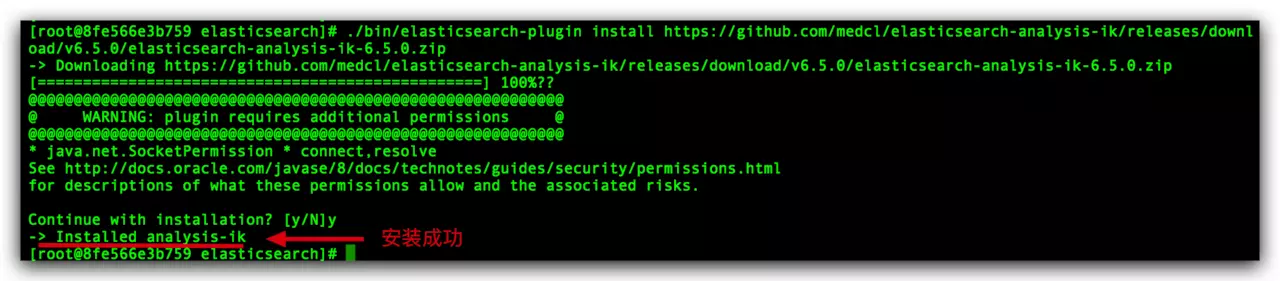 [root@8fe566e3b759 elasticsearch]# ./bin/elasticsearch-plugin install https://github.com/medcl/elasticsearch-analysis-ik/releases/downl
oad/v6.5.0/elasticsearch-analysis-ik-6.5.0.zip
-> Downloading https://github.com/medcl/elasticsearch-analysis-ik/releases/download/v6.5.0/elasticsearch-analysis-ik-6.5.0.zip
[=================================================] 100%??
@@@@@@@@@@@@@@@@@@@@@@@@@@@@@@@@@@@@@@@@@@@@@@@@@@@@@@@@@@@
@     WARNING: plugin requires additional permissions     @
@@@@@@@@@@@@@@@@@@@@@@@@@@@@@@@@@@@@@@@@@@@@@@@@@@@@@@@@@@@
* java.net.SocketPermission * connect,resolve
See http://docs.oracle.com/javase/8/docs/technotes/guides/security/permissions.html
for descriptions of what these permissions allow and the associated risks.
Continue with installation? [y/N]y
-> Installed analysis-ik 安装成功
[root@8fe566e3b759 elasticsearch]#